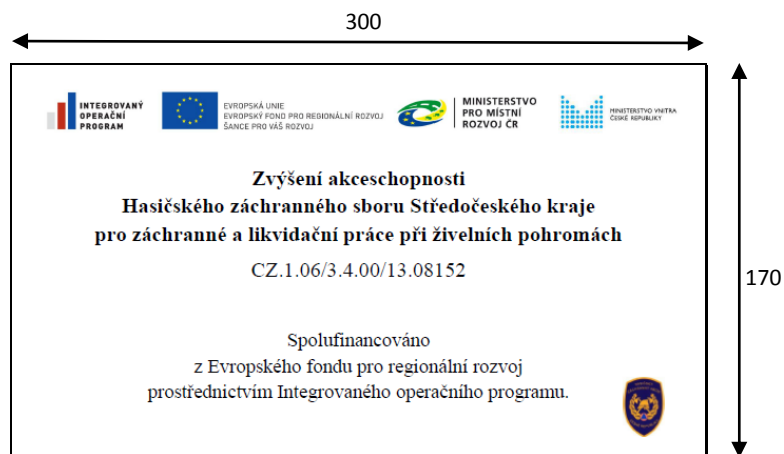 300
INTEGROVANÝ
OPERAČNÍ
PROGRAM
EVROPSKÁ UNIE
EVROPSKÝ FOND PRO REGIONÁLNÍ ROZVOJ
ŠANCE PRO VÁŠ ROZVOJ
MINISTERSTVO
PRO MÍSTNÍ
ROZVOJ ČR
MINISTERSTVO VNITRA
ČESKÉ REPUBLIKY
Zvýšení akceschopnosti
Hasičského záchranného sboru Středočeského kraje
pro záchranné a likvidační práce při živelních pohromách
CZ.1.06/3.4.00/13.08152
170
Spolufinancováno
z Evropského fondu pro regionální rozvoj
prostřednictvím Integrovaného operačního programu.